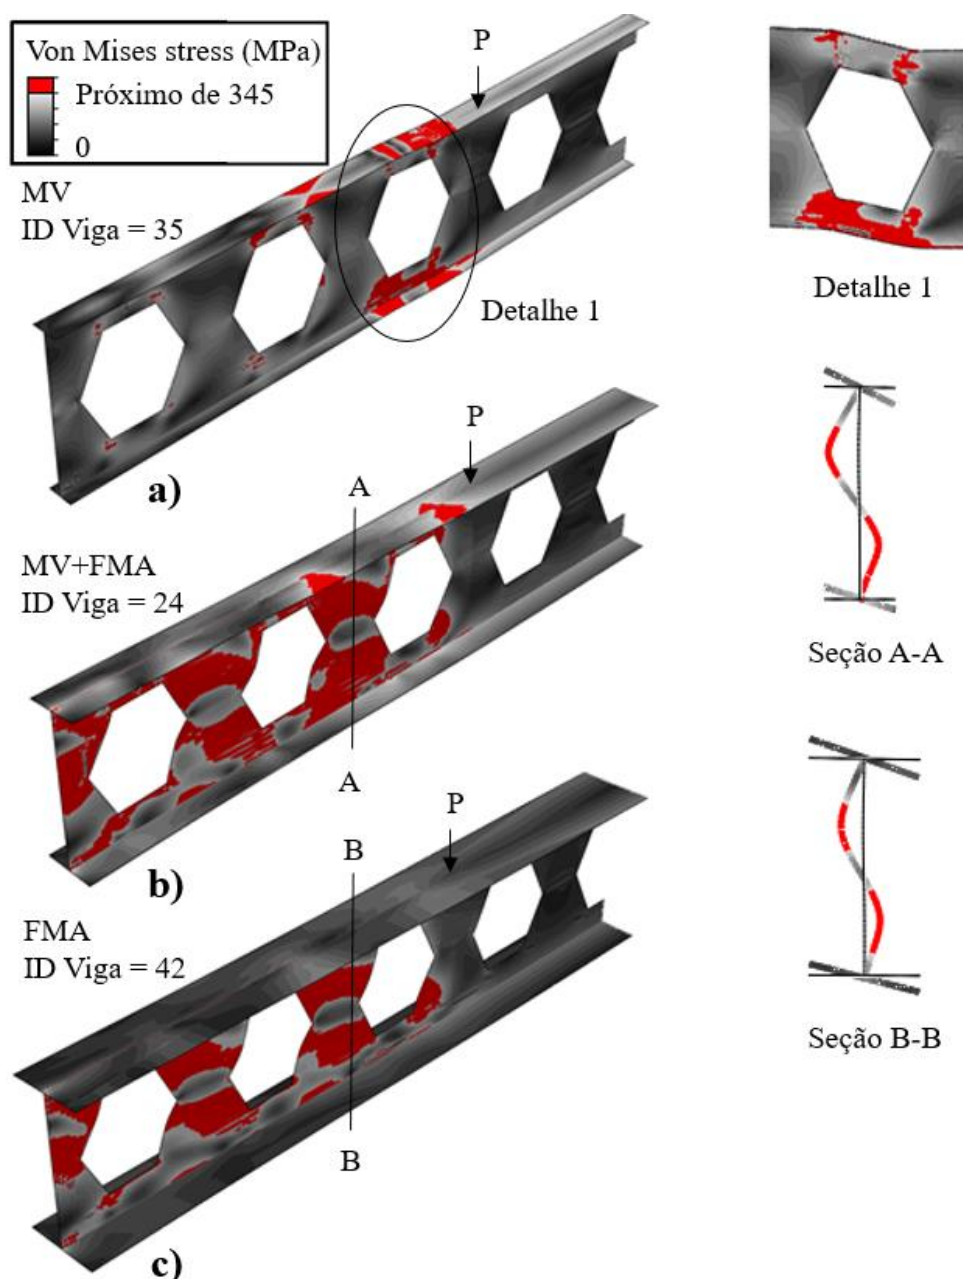 Von Mises stress (MPa)
Próximo de 345
0
MV
ID Viga = 35
P
Detalhe 1
a)
Detalhe 1
MV+FMA
ID Viga = 24
P
A
A
b)
Seção A-A
FMA
ID Viga = 42
P
B
B
c)
Seção B-B